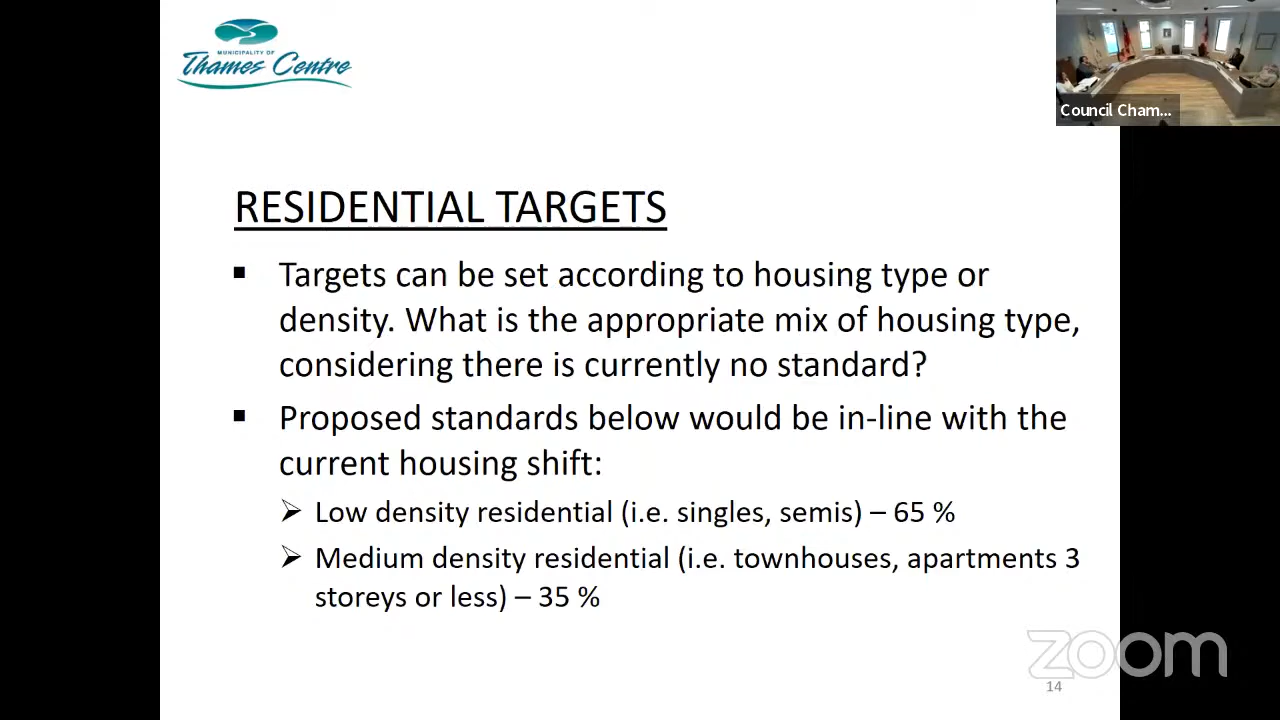 MUNICIPALITY OF
Thames Centre
Council Cham...
RESIDENTIAL TARGETS
▪ Targets can be set according to housing type or
density. What is the appropriate mix of housing type,
considering there is currently no standard?
▪ Proposed standards below would be in-line with the
current housing shift:
➢ Low density residential (i.e. singles, semis) – 65 %
➢ Medium density residential (i.e. townhouses, apartments 3
storeys or less) – 35 %
zoom
14